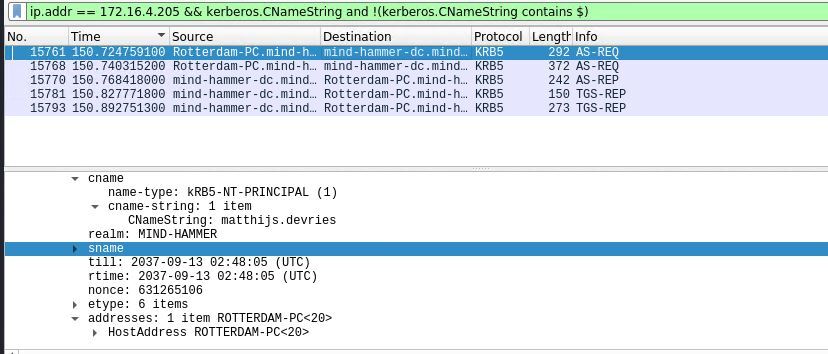 ip.addr == 172.16.4.205 && kerberos.CNameString and !(kerberos.CNameString contains $)
No. Time Source Destination Protocol Length Info
15761 150.724759100 Rotterdam-PC.mind-h… mind-hammer-dc.mind… KRB5 292 AS-REQ
15768 150.740315200 Rotterdam-PC.mind-h… mind-hammer-dc.mind… KRB5 372 AS-REQ
15770 150.768418000 mind-hammer-dc.mind… Rotterdam-PC.mind-h… KRB5 242 AS-REP
15781 150.827771800 mind-hammer-dc.mind… Rotterdam-PC.mind-h… KRB5 150 TGS-REP
15793 150.892751300 mind-hammer-dc.mind… Rotterdam-PC.mind-h… KRB5 273 TGS-REP
cname
name-type: kRB5-NT-PRINCIPAL (1)
cname-string: 1 item
CNameString: matthijs.devries
realm: MIND-HAMMER
sname
till: 2037-09-13 02:48:05 (UTC)
rtime: 2037-09-13 02:48:05 (UTC)
nonce: 631265106
etype: 6 items
addresses: 1 item ROTTERDAM-PC<20>
HostAddress ROTTERDAM-PC<20>